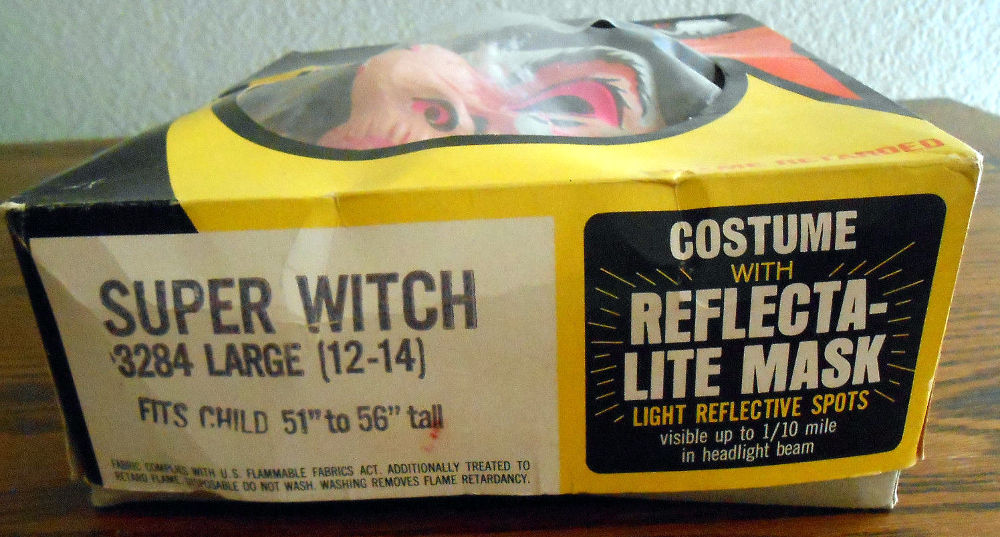 FLAME RETARDED
SUPER WITCH
3284 LARGE (12-14)
FITS CHILD 51" to 56" tall
FABRIC COMPLIES WITH U.S. FLAMMABLE FABRICS ACT. ADDITIONALLY TREATED TO
RETARD FLAME. DISPOSABLE DO NOT WASH. WASHING REMOVES FLAME RETARDANCY.
COSTUME
WITH
REFLECTA-
LITE MASK
LIGHT REFLECTIVE SPOTS
visible up to 1/10 mile
in headlight beam